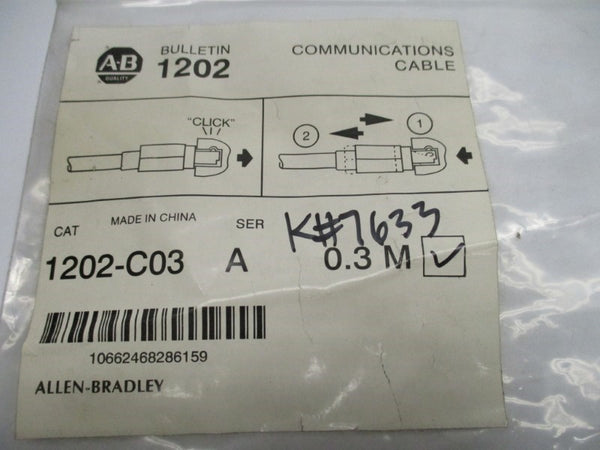 A-B
QUALITY
BULLETIN
1202
COMMUNICATIONS
CABLE
"CLICK"
2
1
CAT
MADE IN CHINA
SER
K#7633
1202-C03 A 0.3 M ✓
10662468286159
ALLEN-BRADLEY